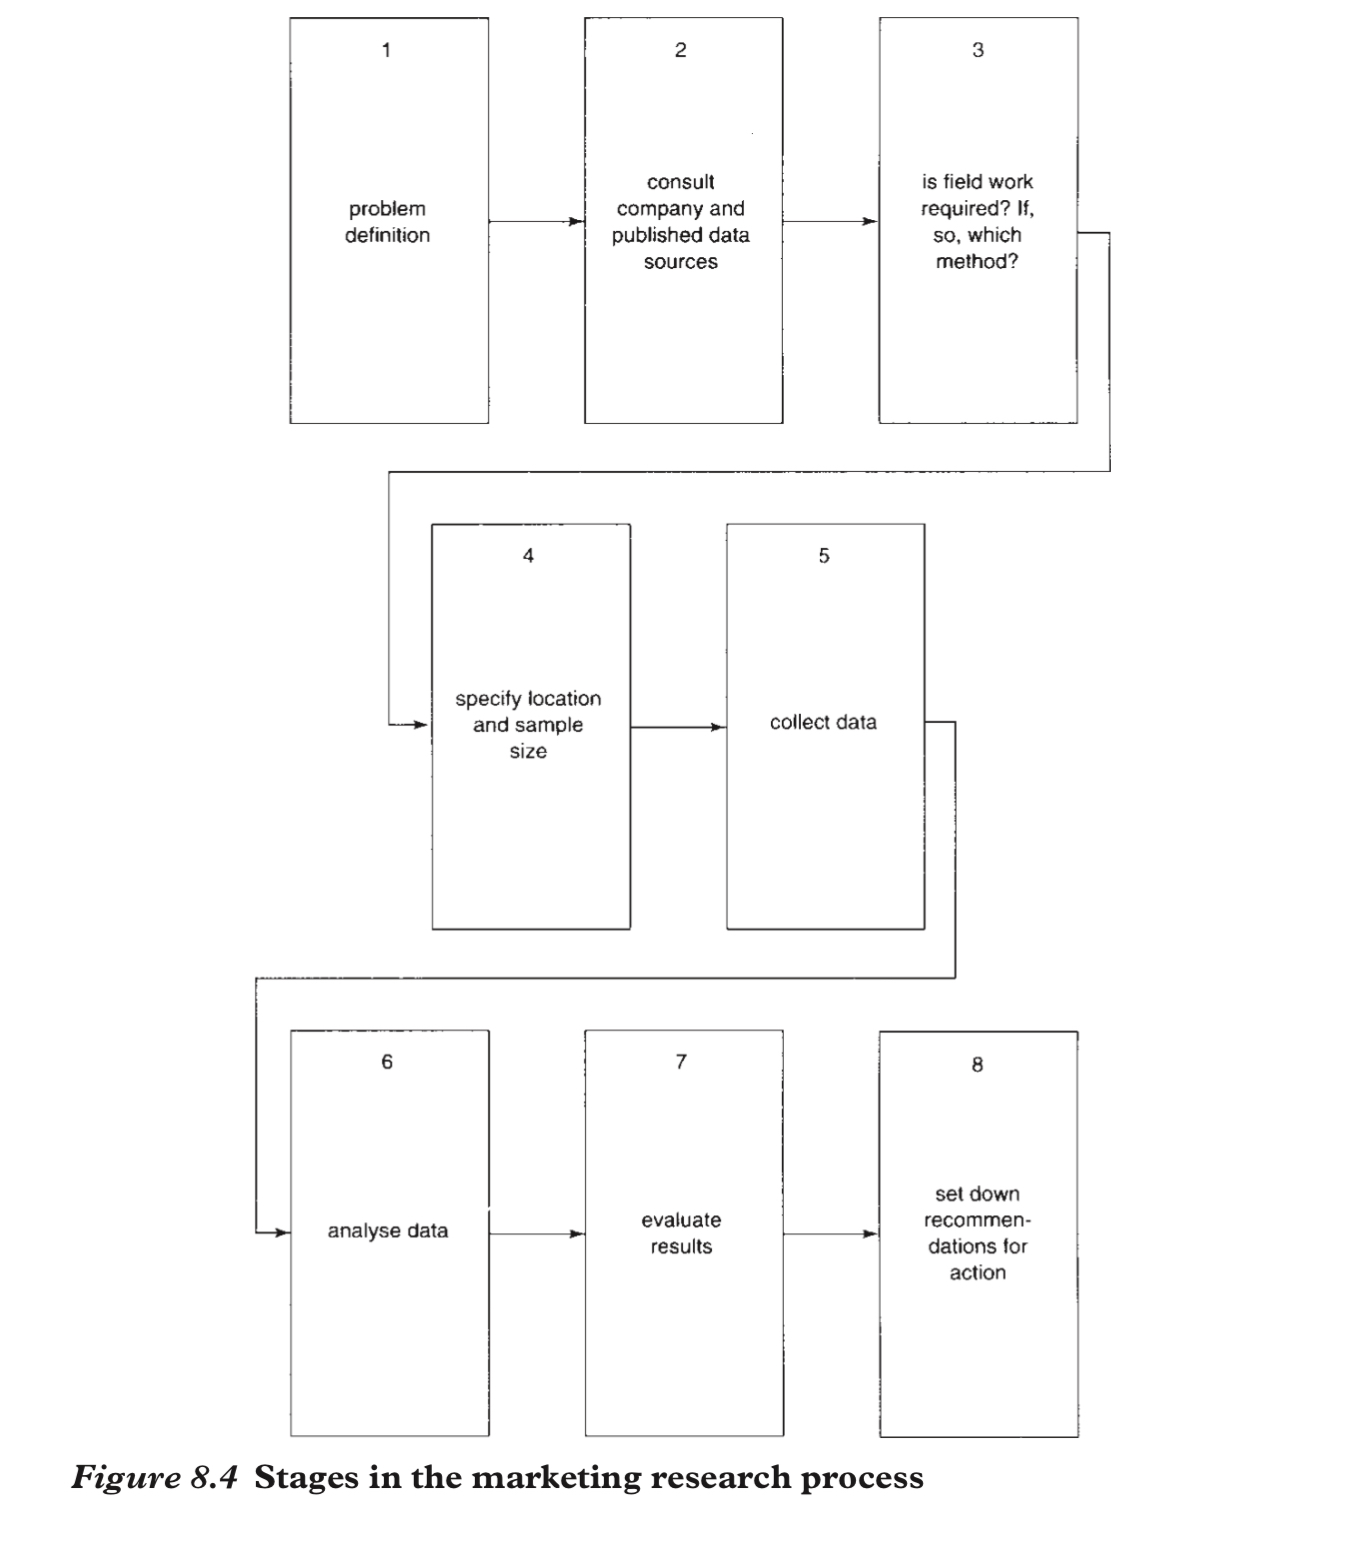 1
problem
definition
2
consult
company and
published data
sources
3
is field work
required? If,
so, which
method?
4
specify location
and sample
size
5
collect data
6
analyse data
7
evaluate
results
8
set down
recommen-
dations for
action
Figure 8.4 Stages in the marketing research process